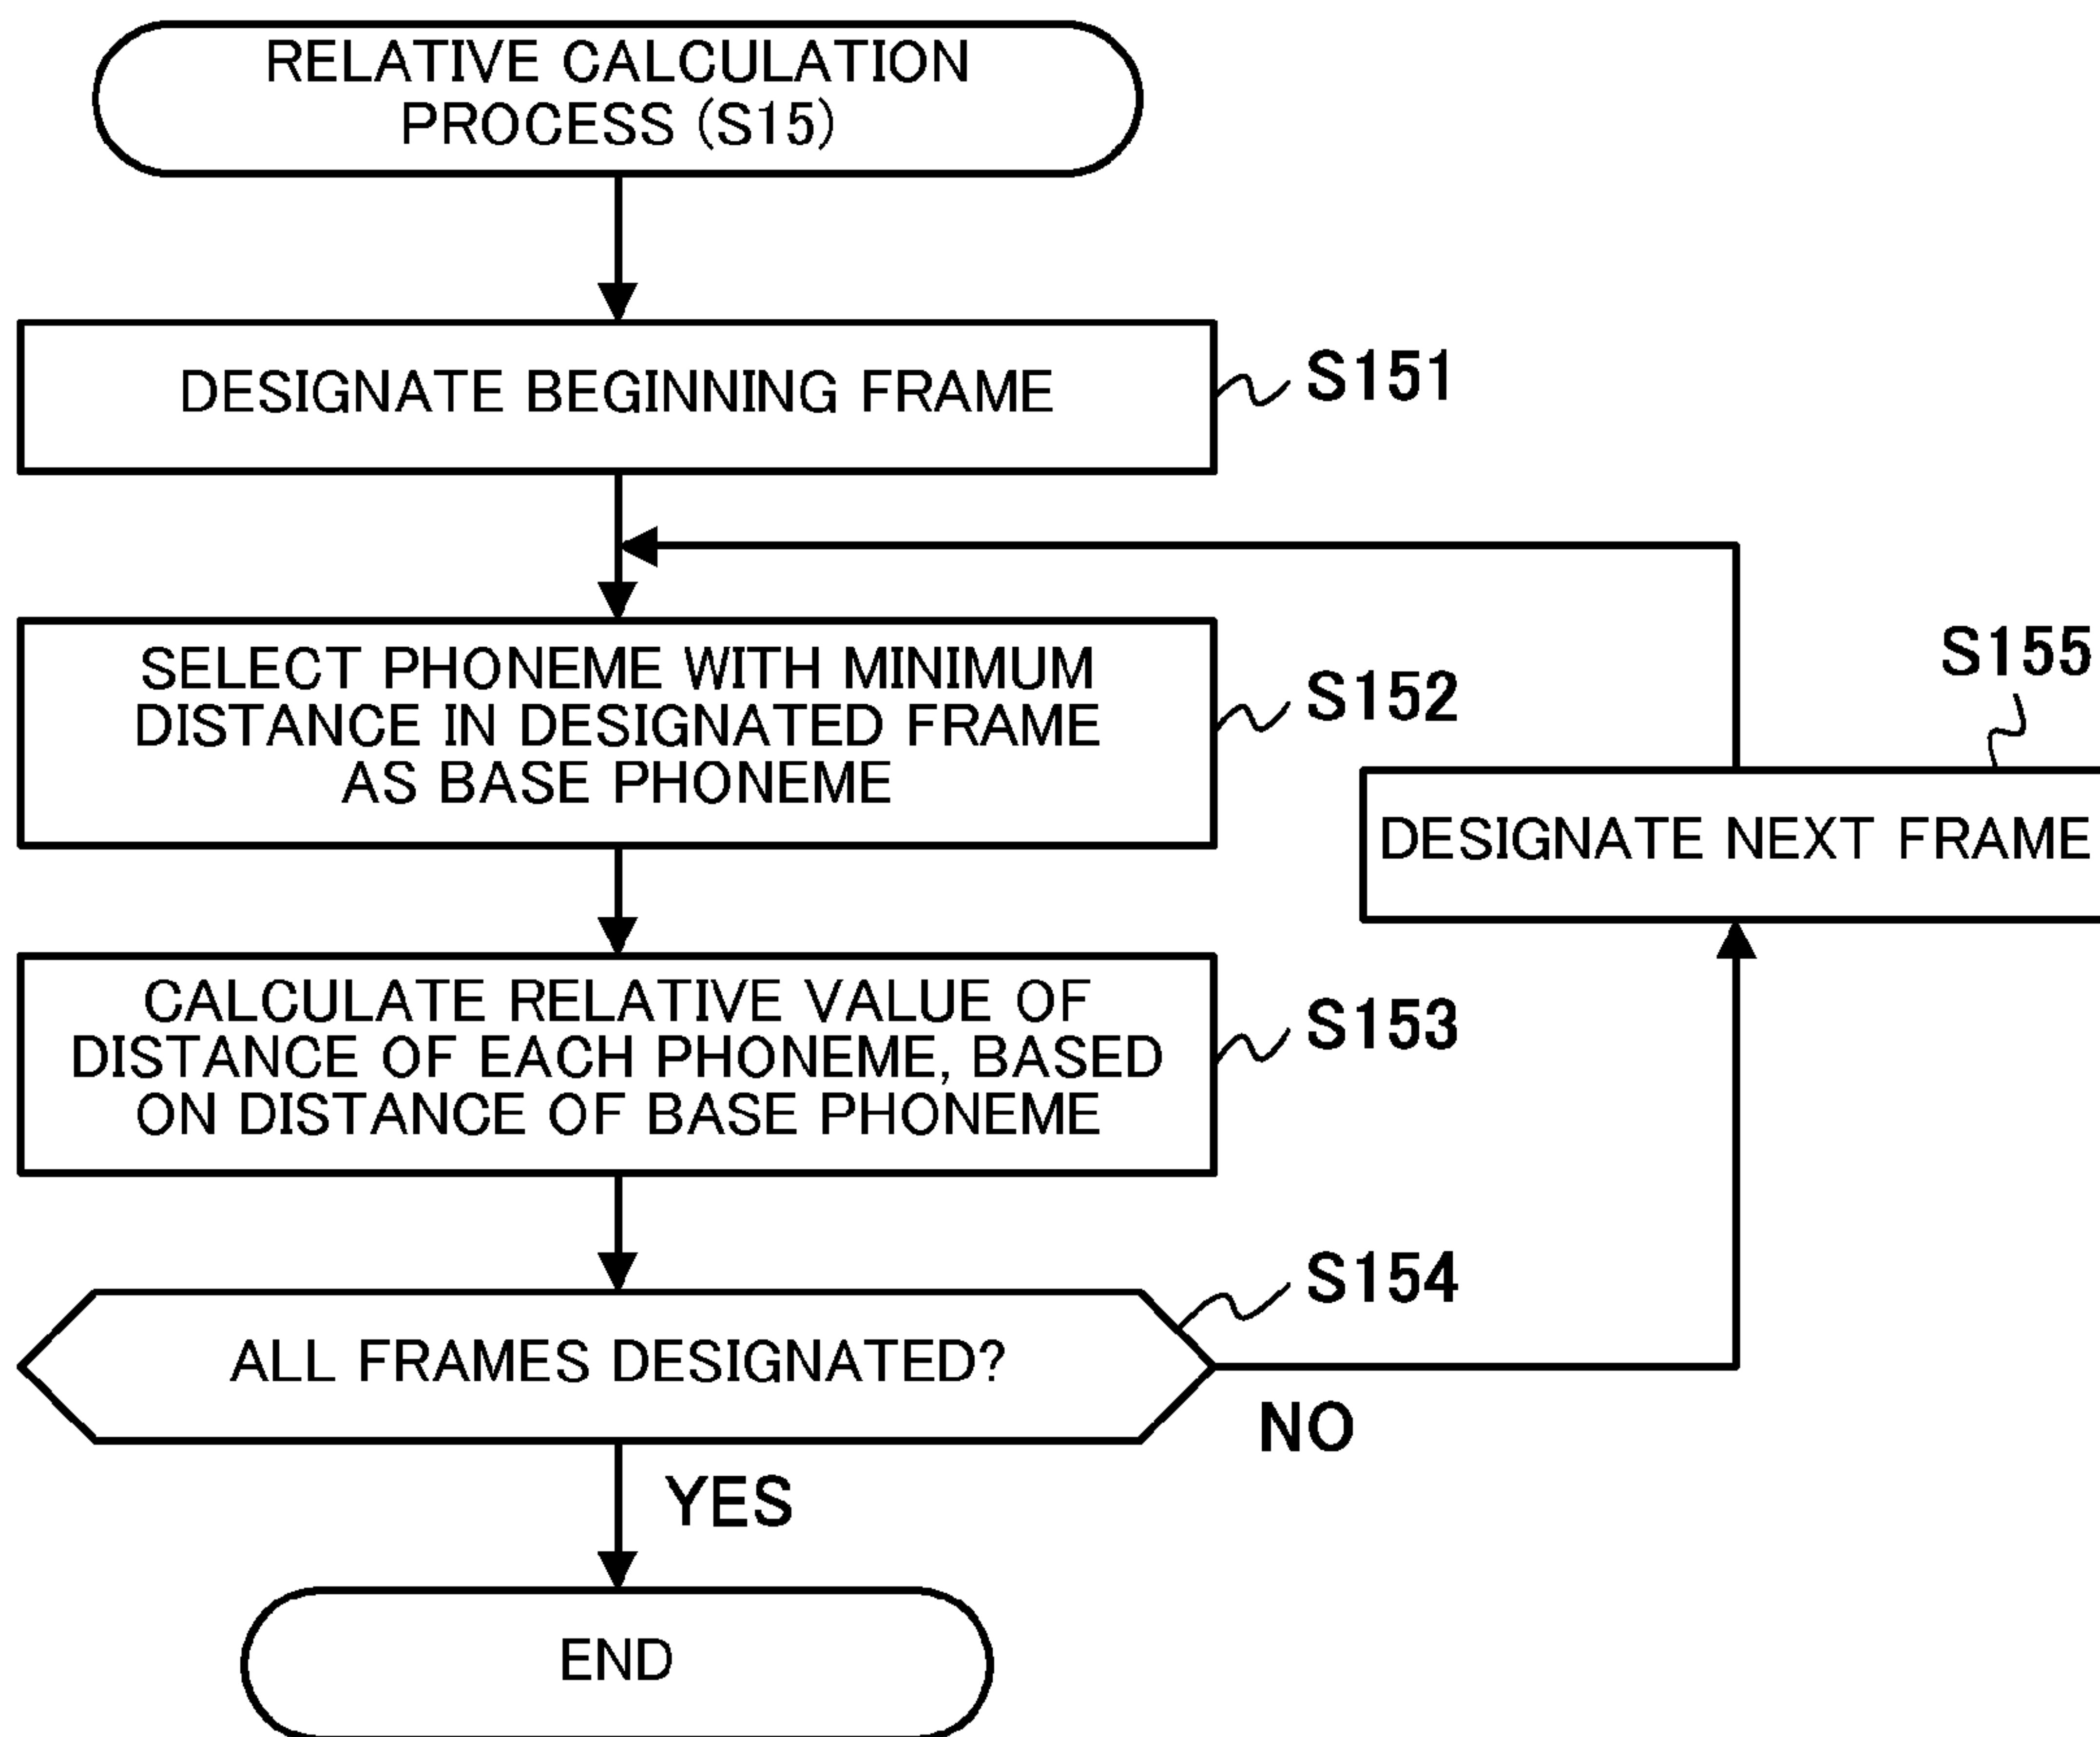 RELATIVE CALCULATION
PROCESS (S15)
DESIGNATE BEGINNING FRAME
S151
SELECT PHONEME WITH MINIMUM
DISTANCE IN DESIGNATED FRAME
AS BASE PHONEME
S152
S155
DESIGNATE NEXT FRAME
CALCULATE RELATIVE VALUE OF
DISTANCE OF EACH PHONEME, BASED
ON DISTANCE OF BASE PHONEME
S153
S154
ALL FRAMES DESIGNATED?
NO
YES
END